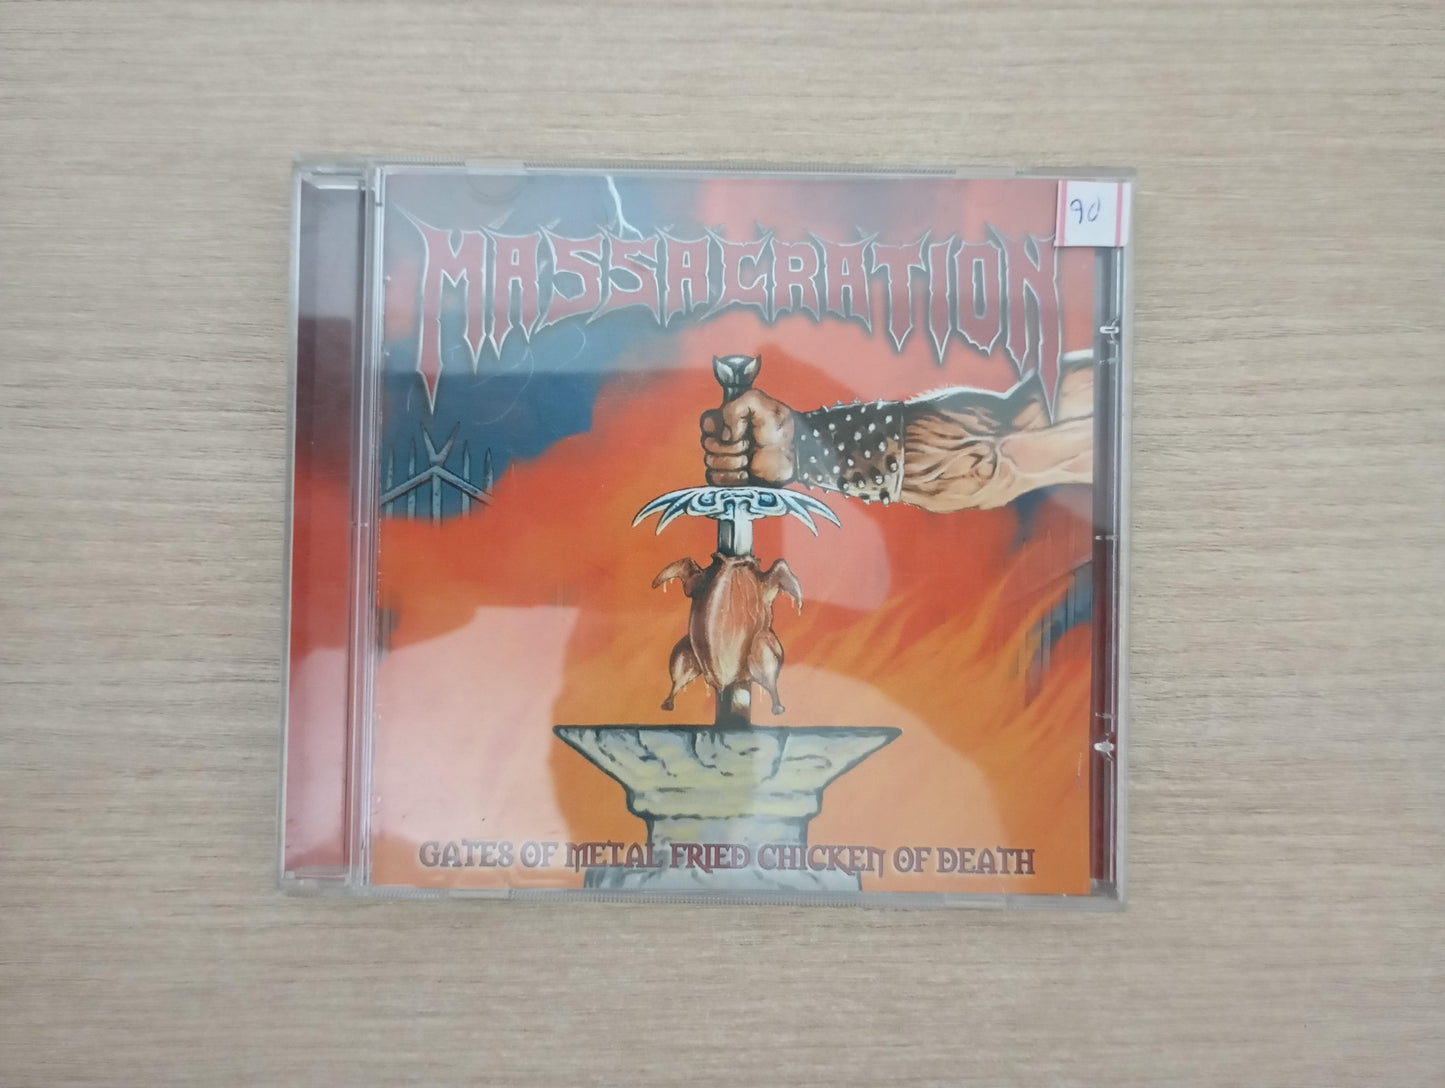 90
MASSACRATION
GATES OF METAL FRIED CHICKEN OF DEATH